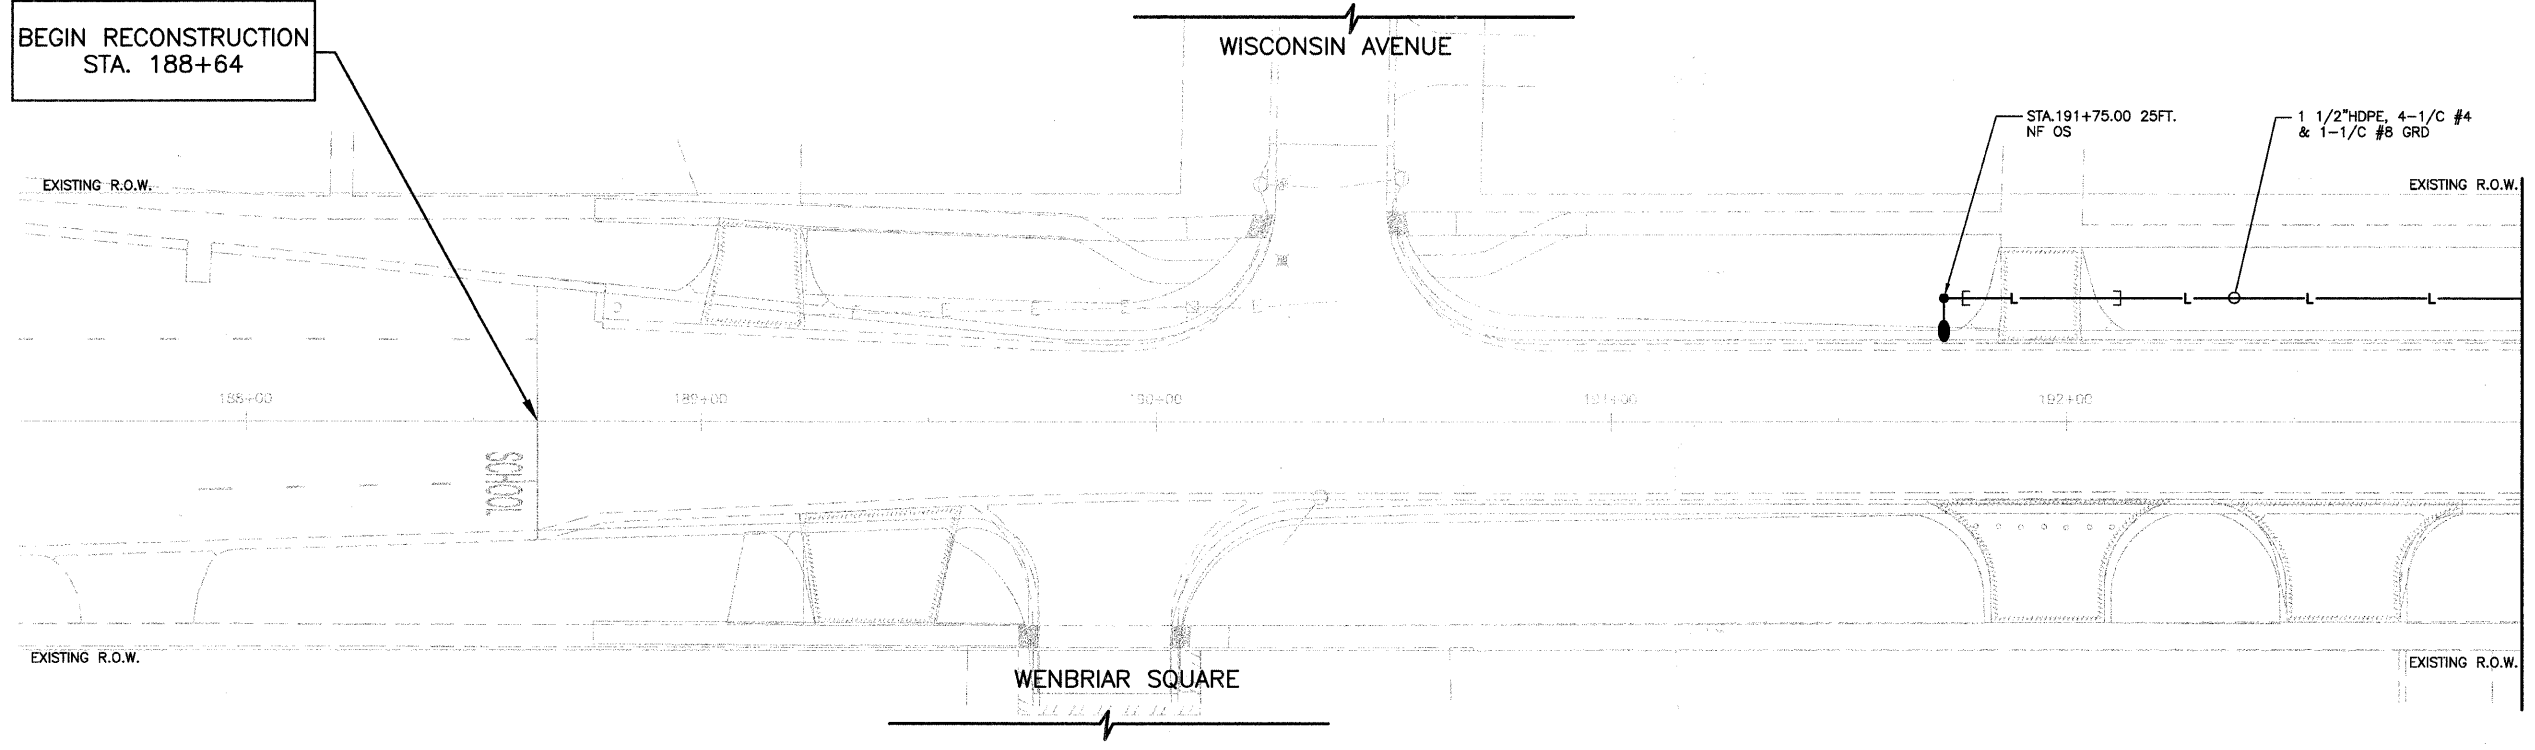 BEGIN RECONSTRUCTION
STA. 188+64
WISCONSIN AVENUE
STA.191+75.00 25FT.
NF OS
1 1/2"HDPE, 4-1/C #4
& 1-1/C #8 GRD
EXISTING R.O.W.
EXISTING R.O.W.
L
L
L
L
188+00
189+00
190+00
191+00
192+00
EXISTING R.O.W.
WENBRIAR SQUARE
EXISTING R.O.W.